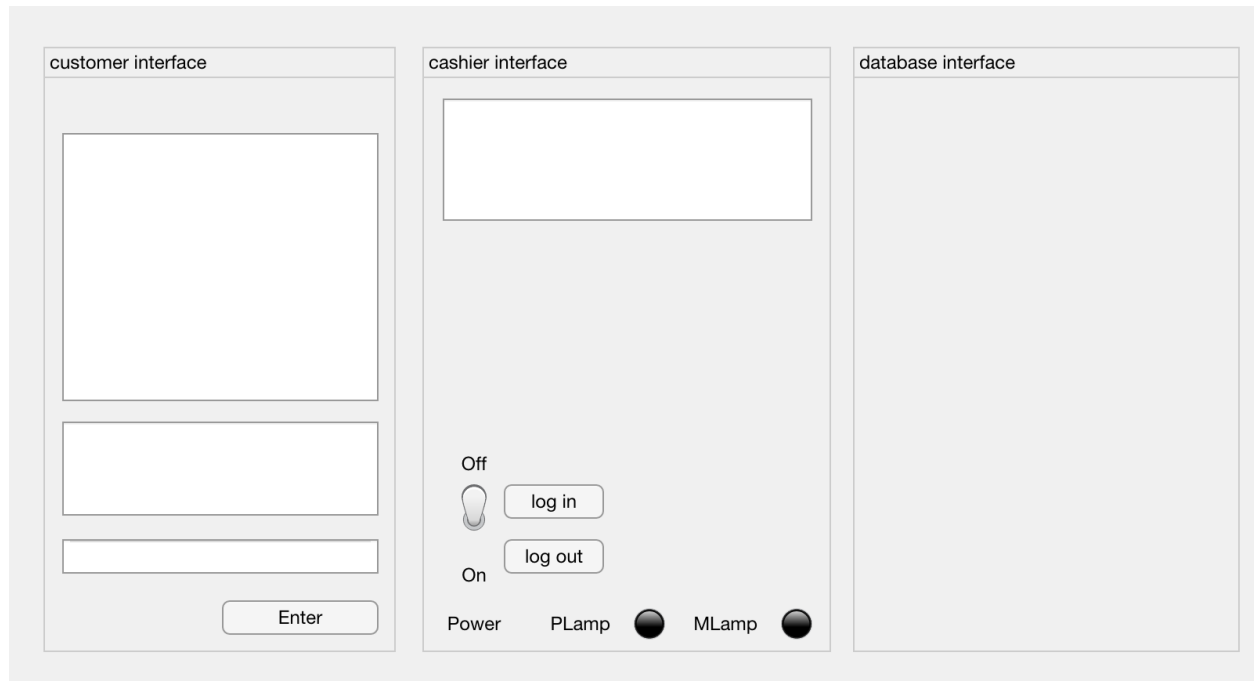 customer interface
Enter
cashier interface
Off
log in
log out
On
Power PLamp MLamp
database interface